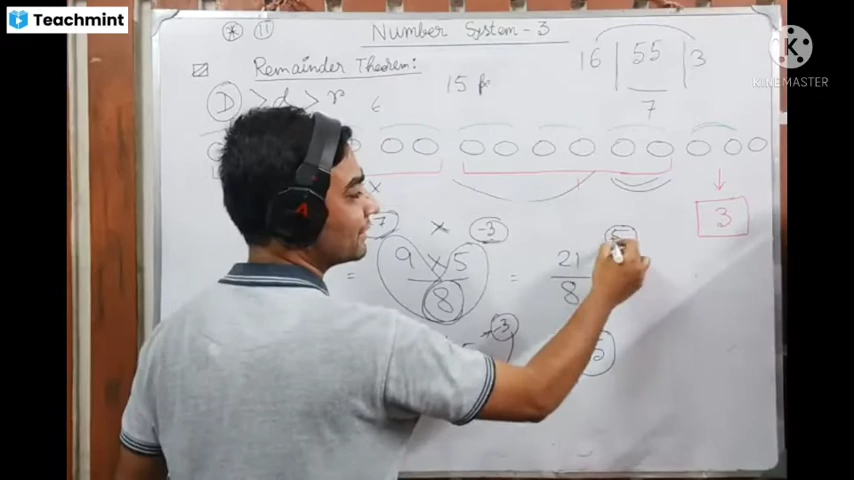 Teachmint
* 11
Number System - 3
KINEMASTER
Remainder Theorem:
16 | 55 | 3
7
D > d > r
15
3
7 × -3
= 9 × 5 = 21
8 8
-3